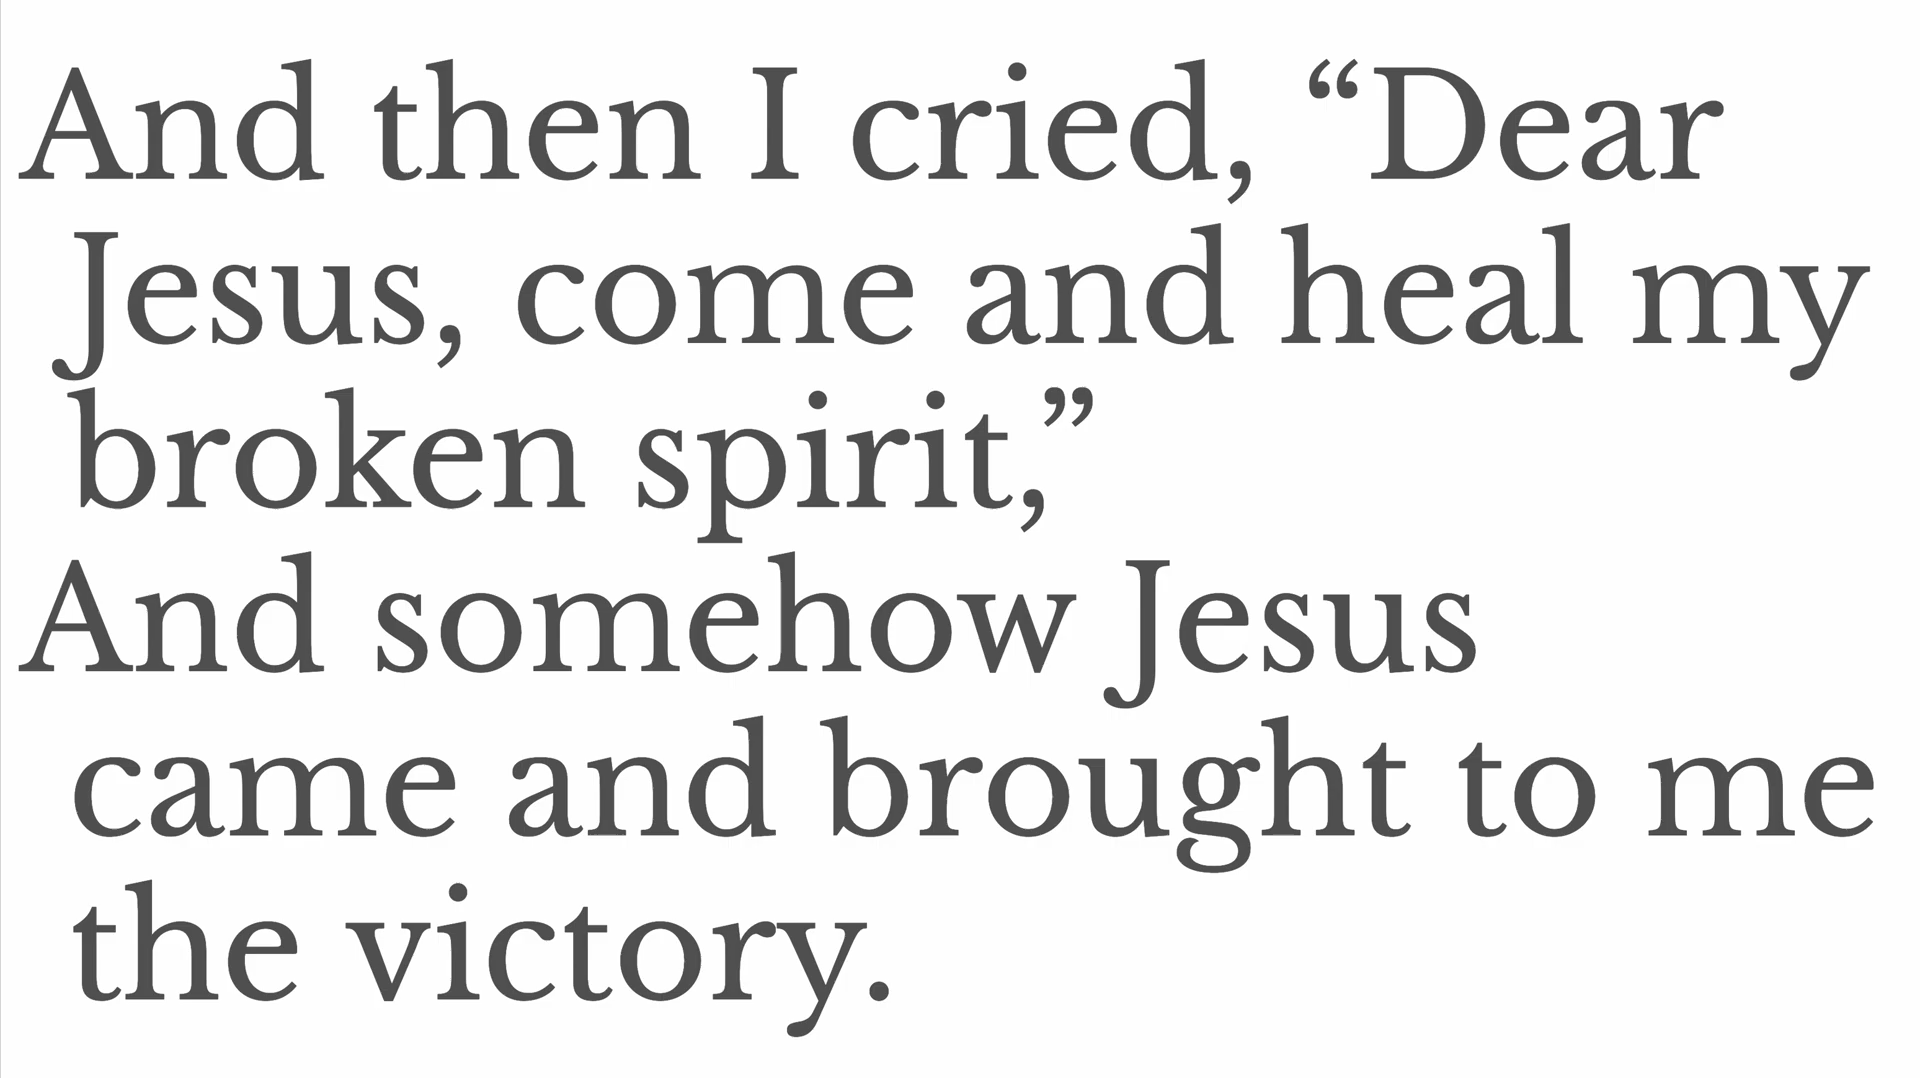 And then I cried, “Dear
Jesus, come and heal my
broken spirit,”
And somehow Jesus
came and brought to me
the victory.